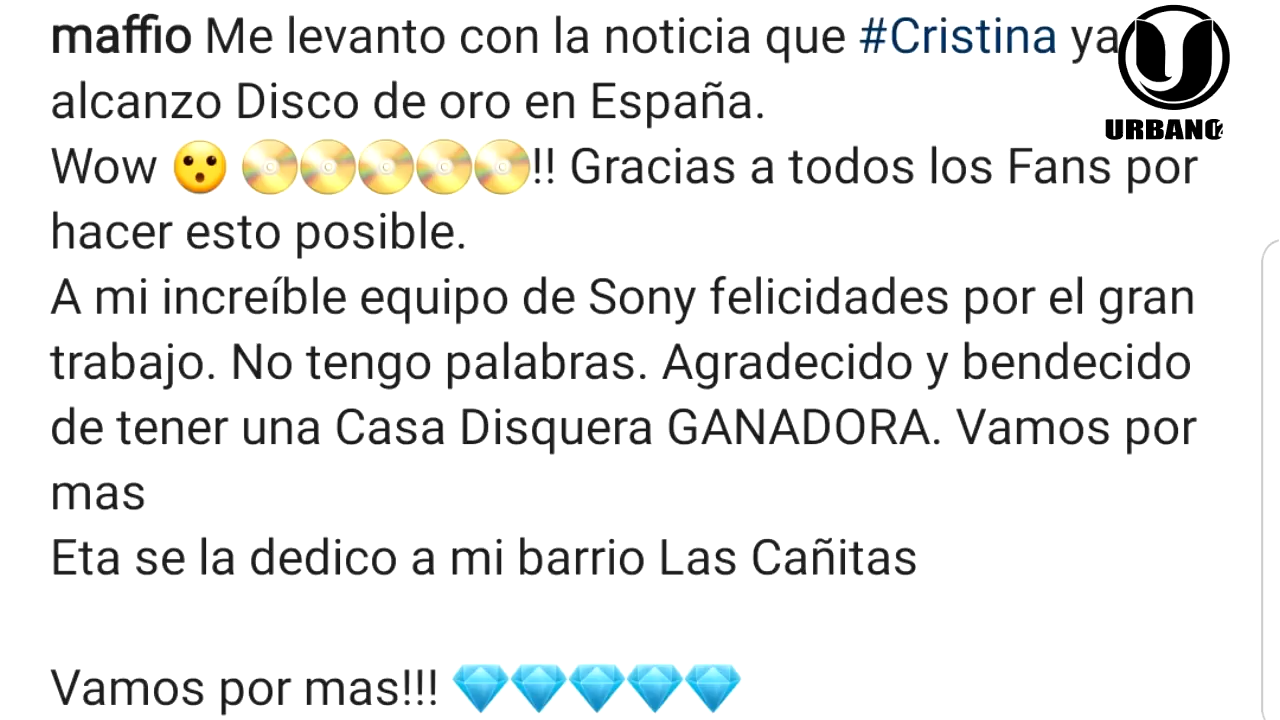 maffio Me levanto con la noticia que #Cristina ya
alcanzo Disco de oro en España.
Wow 😮 📀📀📀📀📀!! Gracias a todos los Fans por
hacer esto posible.
A mi increíble equipo de Sony felicidades por el gran
trabajo. No tengo palabras. Agradecido y bendecido
de tener una Casa Disquera GANADORA. Vamos por
mas
Eta se la dedico a mi barrio Las Cañitas
Vamos por mas!!! 💎💎💎💎💎
URBANO